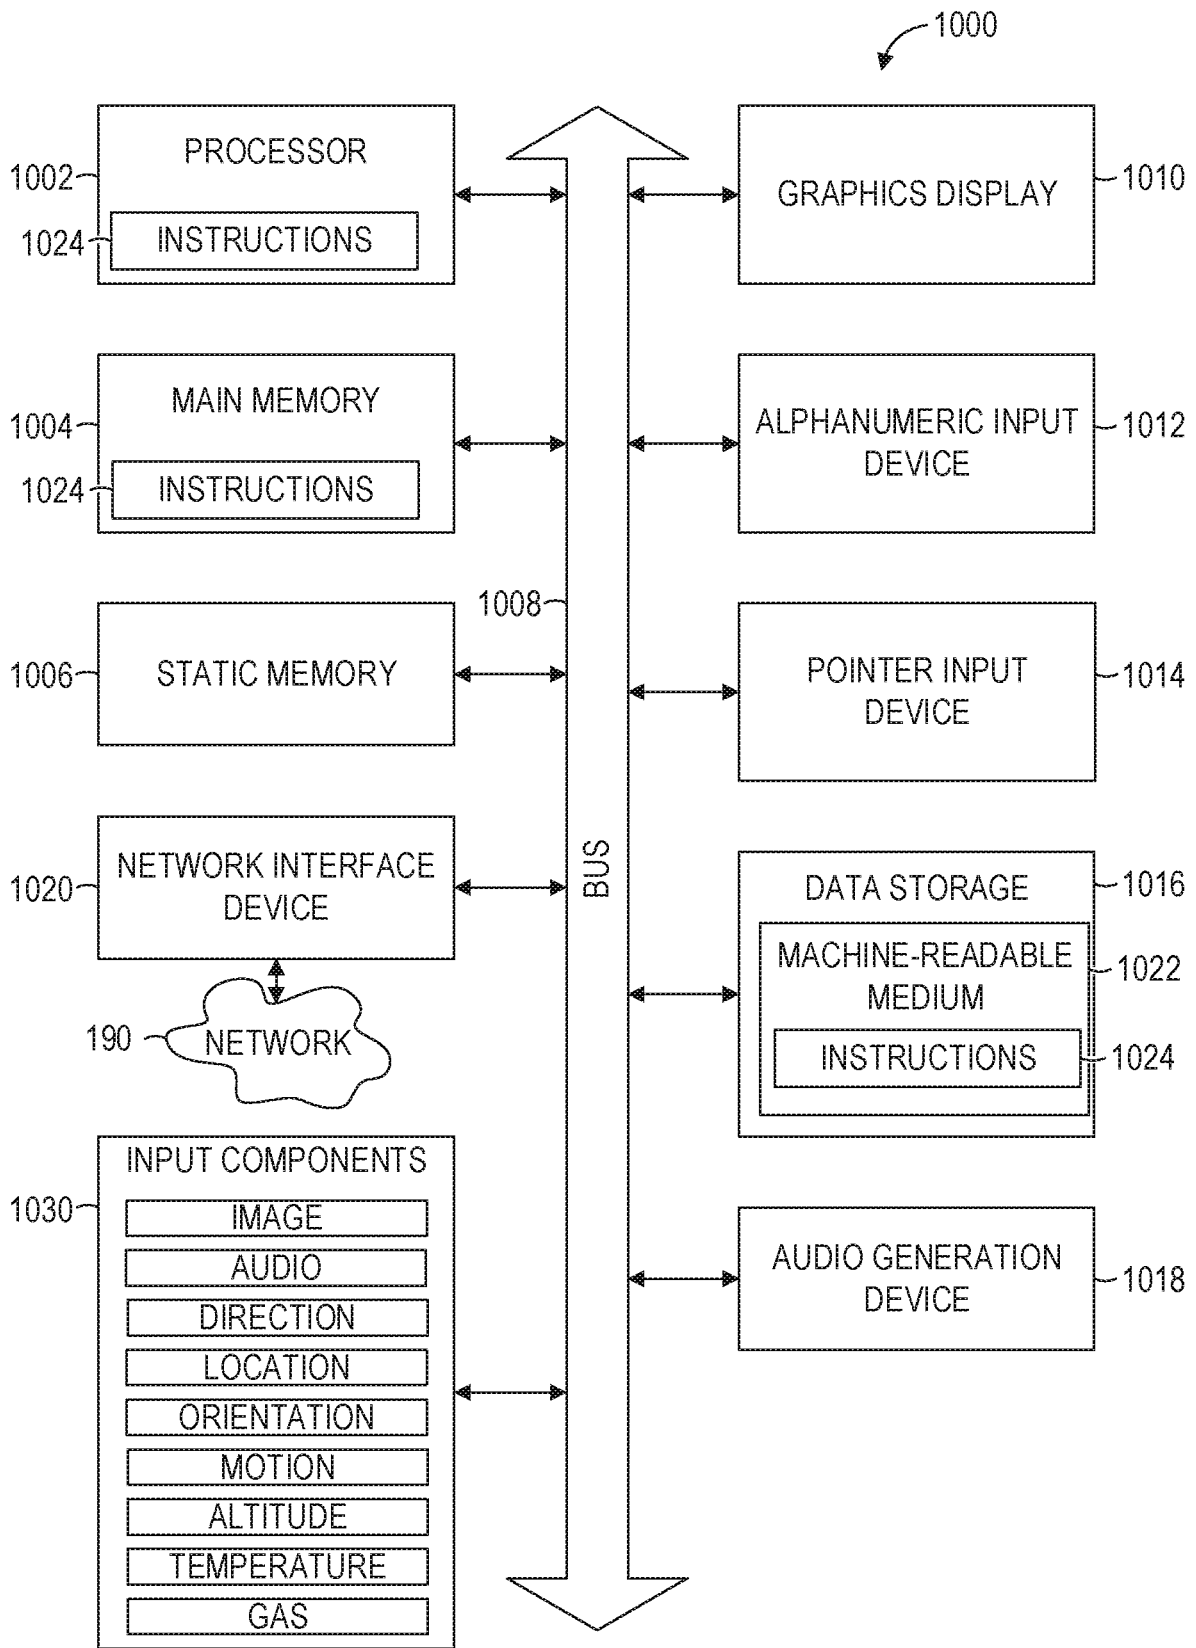 1000
PROCESSOR
1002
1024
INSTRUCTIONS
MAIN MEMORY
1004
1024
INSTRUCTIONS
1008
STATIC MEMORY
1006
NETWORK INTERFACE
DEVICE
1020
190
NETWORK
INPUT COMPONENTS
1030
IMAGE
AUDIO
DIRECTION
LOCATION
ORIENTATION
MOTION
ALTITUDE
TEMPERATURE
GAS
BUS
GRAPHICS DISPLAY
1010
ALPHANUMERIC INPUT
DEVICE
1012
POINTER INPUT
DEVICE
1014
DATA STORAGE
1016
MACHINE-READABLE
MEDIUM
1022
INSTRUCTIONS
1024
AUDIO GENERATION
DEVICE
1018